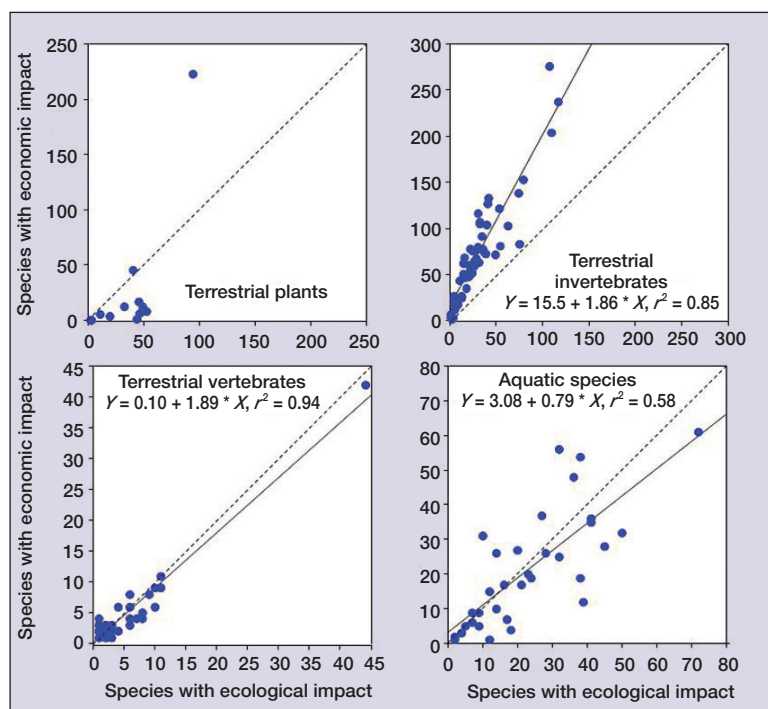 Species with economic impact
250
200
150
100
50
0
0 50 100 150 200 250
Terrestrial plants
300
250
200
150
100
50
0
0 50 100 150 200 250 300
Terrestrial
invertebrates
Y = 15.5 + 1.86 * X, r² = 0.85
Species with economic impact
45
40
35
30
25
20
15
10
5
0
0 5 10 15 20 25 30 35 45
Terrestrial vertebrates
Y = 0.10 + 1.89 * X, r² = 0.94
Species with ecological impact
80
70
60
50
40
30
20
10
0
0 10 20 30 40 50 60 70 80
Aquatic species
Y = 3.08 + 0.79 * X, r² = 0.58
Species with ecological impact